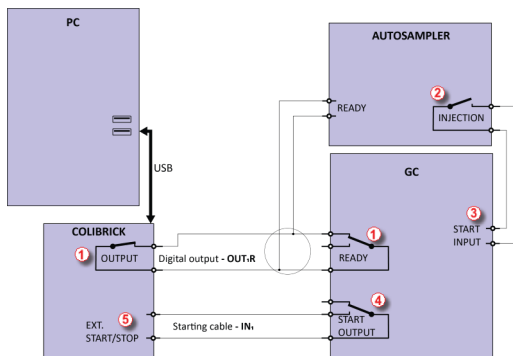 PC
USB
AUTOSAMPLER
READY
2
INJECTION
GC
3
START
INPUT
COLIBRICK
1
OUTPUT
Digital output - OUT₁R
1
READY
4
START
OUTPUT
5
EXT.
START/STOP
Starting cable - IN₁